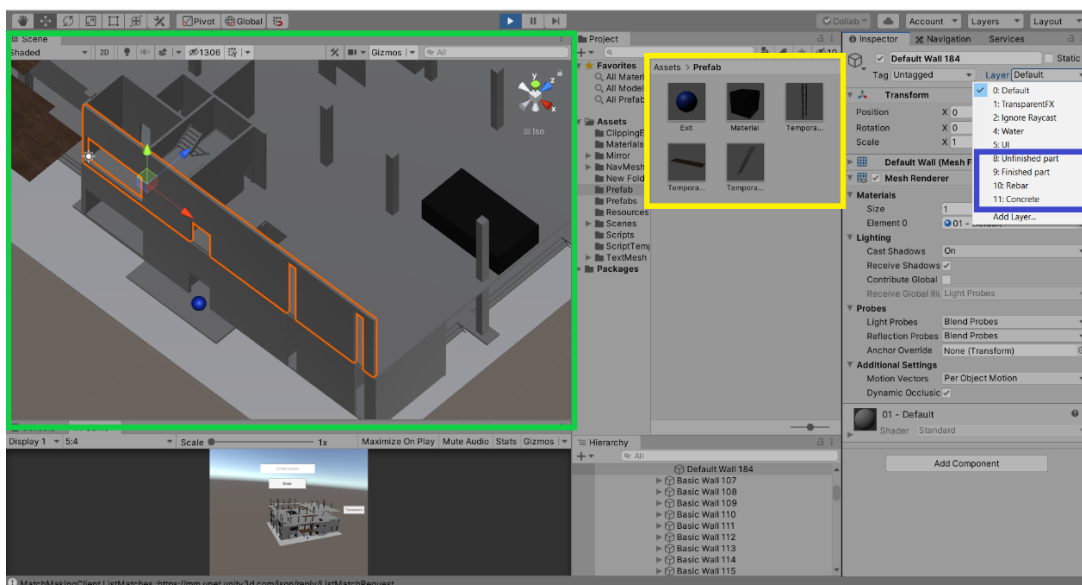 Pivot Global Collab Account Layers Layout
Scene
Shaded 2D 1306 Gizmos All
Project
Favorites
All Materi
All Model
All Prefab
Assets
ClippingE
Materials
Mirror
NavMesh
New Fold
Prefab
Prefabs
Resources
Scenes
Scripts
ScriptTem
TextMesh
Packages
Assets > Prefab
Exit Material Tempora...
Tempora... Tempora...
y
z
Iso
Inspector Navigation Services
Default Wall 184 Static
Tag Untagged Layer Default
0: Default
1: TransparentFX
2: Ignore Raycast
4: Water
5: UI
8: Unfinished part
9: Finished part
10: Rebar
11: Concrete
Add Layer...
Transform
Position X 0
Rotation X 0
Scale X 1
Default Wall (Mesh F
Mesh Renderer
Materials
Size 1
Element 0 01 -
Lighting
Cast Shadows On
Receive Shadows
Contribute Global
Receive Global Illu Light Probes
Probes
Light Probes Blend Probes
Reflection Probes Blend Probes
Anchor Override None (Transform)
Additional Settings
Motion Vectors Per Object Motion
Dynamic Occlusic
01 - Default
Shader Standard
Add Component
Display 1 5:4 Scale 1x Maximize On Play Mute Audio Stats Gizmos
Hierarchy
All
Default Wall 184
Basic Wall 107
Basic Wall 108
Basic Wall 109
Basic Wall 110
Basic Wall 111
Basic Wall 112
Basic Wall 113
Basic Wall 114
Basic Wall 115